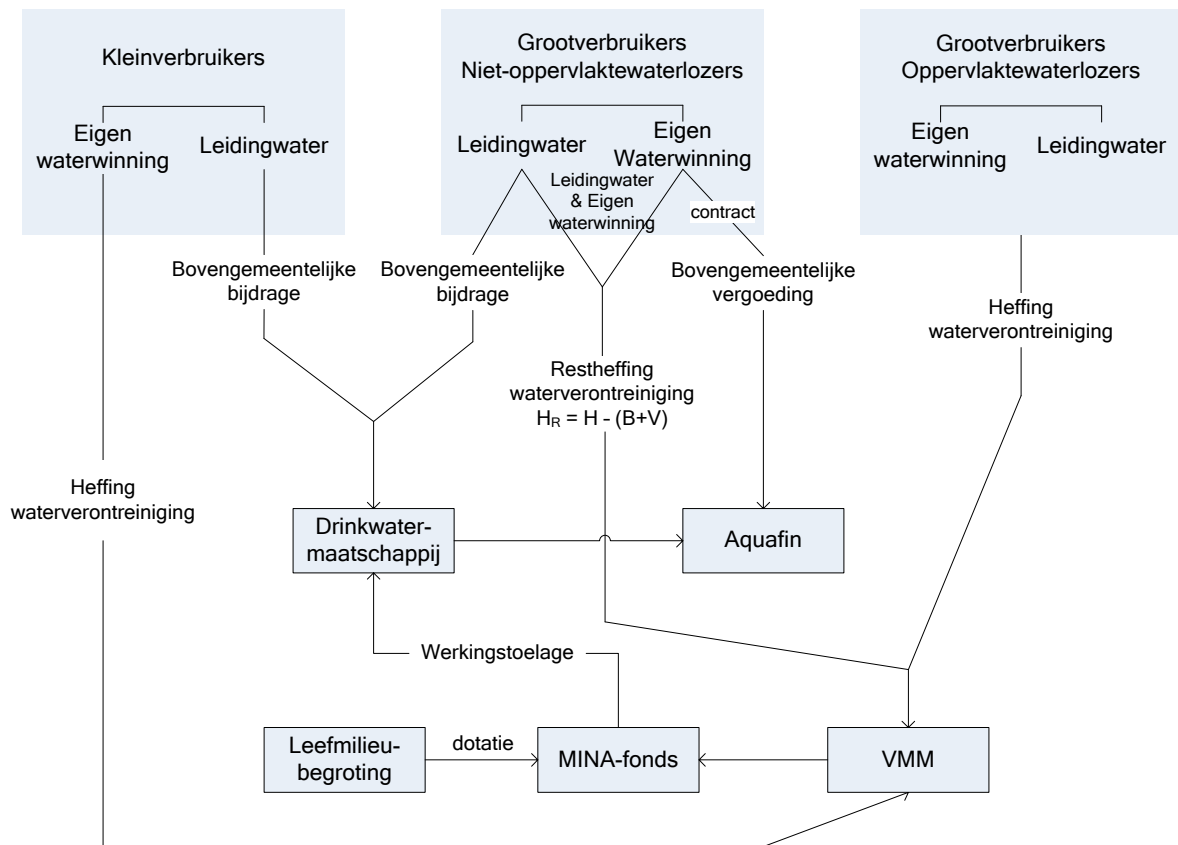 Kleinverbruikers
Eigen
waterwinning
Leidingwater
Grootverbruikers
Niet-oppervlaktewaterlozers
Leidingwater
Eigen
Waterwinning
Leidingwater
& Eigen
waterwinning
contract
Grootverbruikers
Oppervlaktewaterlozers
Eigen
waterwinning
Leidingwater
Bovengemeentelijke
bijdrage
Bovengemeentelijke
bijdrage
Bovengemeentelijke
vergoeding
Heffing
waterverontreiniging
Restheffing
waterverontreiniging
HR = H - (B+V)
Heffing
waterverontreiniging
Drinkwater-
maatschappij
Aquafin
Werkingstoelage
Leefmilieu-
begroting
dotatie
MINA-fonds
VMM